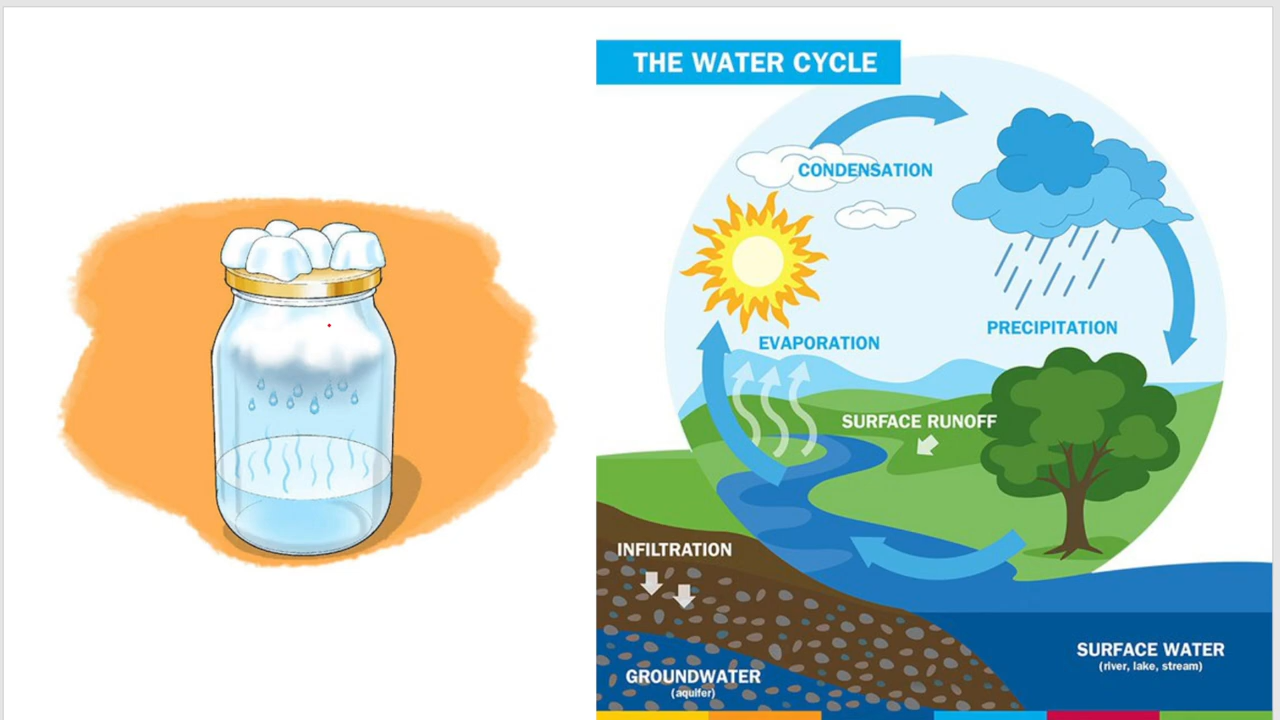 THE WATER CYCLE
CONDENSATION
EVAPORATION
PRECIPITATION
SURFACE RUNOFF
INFILTRATION
SURFACE WATER
(river, lake, stream)
GROUNDWATER
(aquifer)